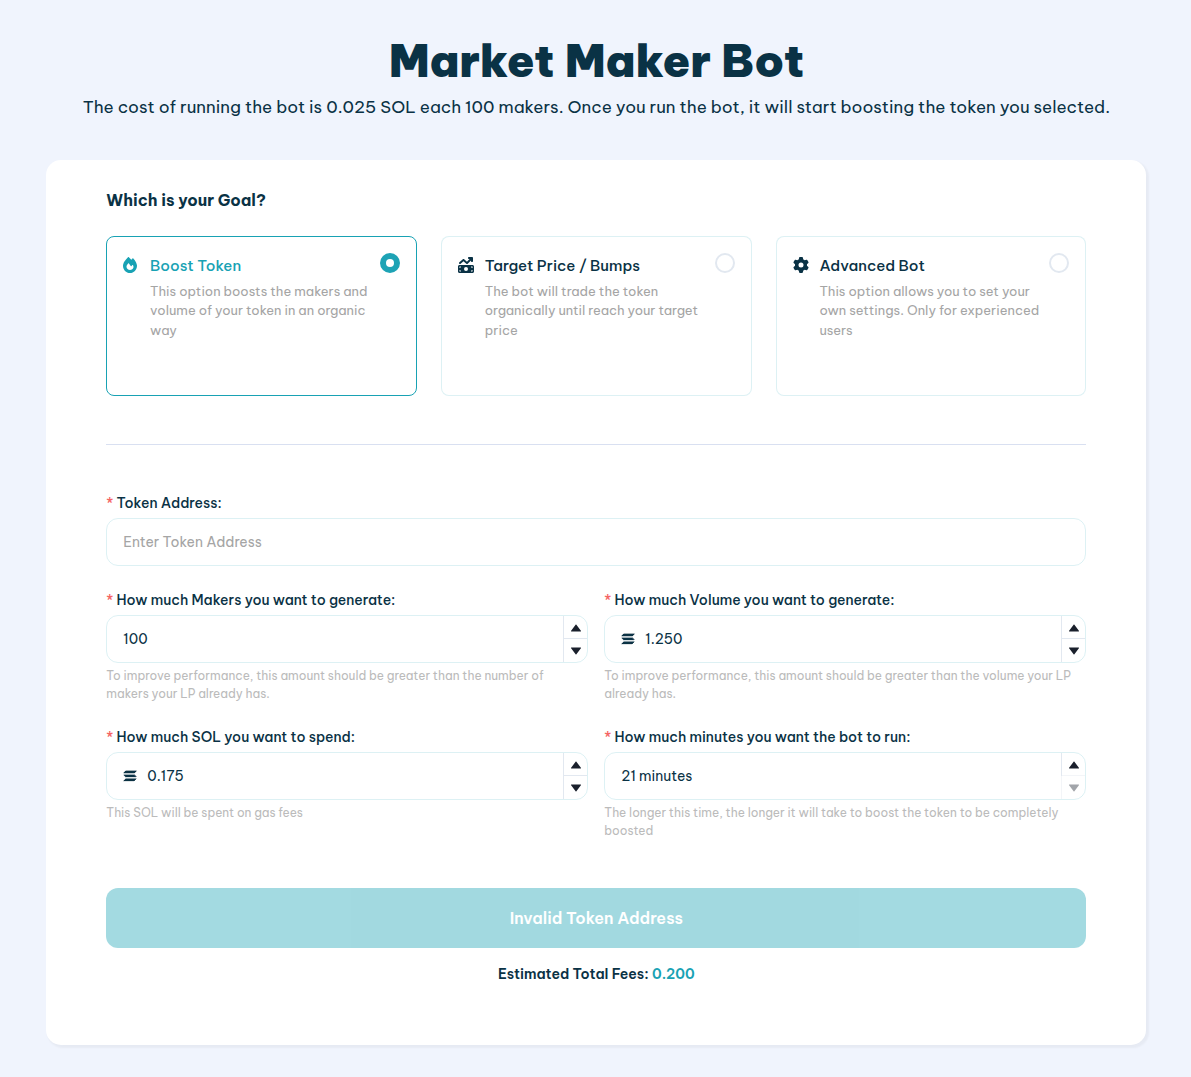 Market Maker Bot
The cost of running the bot is 0.025 SOL each 100 makers. Once you run the bot, it will start boosting the token you selected.
Which is your Goal?
Boost Token
This option boosts the makers and
volume of your token in an organic
way
Target Price / Bumps
The bot will trade the token
organically until reach your target
price
Advanced Bot
This option allows you to set your
own settings. Only for experienced
users
* Token Address:
Enter Token Address
* How much Makers you want to generate:
100
To improve performance, this amount should be greater than the number of
makers your LP already has.
* How much Volume you want to generate:
1.250
To improve performance, this amount should be greater than the volume your LP
already has.
* How much SOL you want to spend:
0.175
This SOL will be spent on gas fees
* How much minutes you want the bot to run:
21 minutes
The longer this time, the longer it will take to boost the token to be completely
boosted
Invalid Token Address
Estimated Total Fees: 0.200